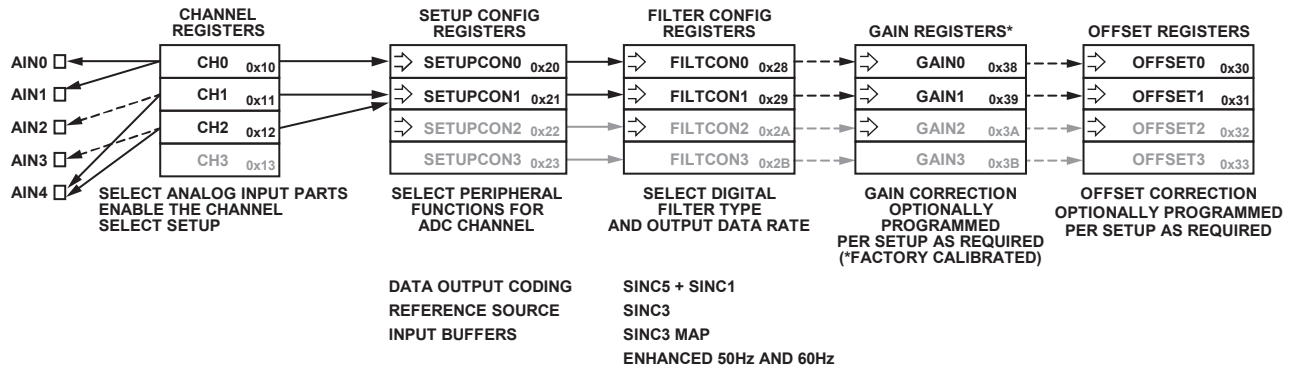 CHANNEL
REGISTERS
SETUP CONFIG
REGISTERS
FILTER CONFIG
REGISTERS
GAIN REGISTERS*
OFFSET REGISTERS
AIN0
CH0 0x10
SETUPCON0 0x20
FILTCON0 0x28
GAIN0 0x38
OFFSET0 0x30
AIN1
CH1 0x11
SETUPCON1 0x21
FILTCON1 0x29
GAIN1 0x39
OFFSET1 0x31
AIN2
CH2 0x12
SETUPCON2 0x22
FILTCON2 0x2A
GAIN2 0x3A
OFFSET2 0x32
AIN3
CH3 0x13
SETUPCON3 0x23
FILTCON3 0x2B
GAIN3 0x3B
OFFSET3 0x33
AIN4
SELECT ANALOG INPUT PARTS
ENABLE THE CHANNEL
SELECT SETUP
SELECT PERIPHERAL
FUNCTIONS FOR
ADC CHANNEL
SELECT DIGITAL
FILTER TYPE
AND OUTPUT DATA RATE
GAIN CORRECTION
OPTIONALLY
PROGRAMMED
PER SETUP AS REQUIRED
(*FACTORY CALIBRATED)
OFFSET CORRECTION
OPTIONALLY PROGRAMMED
PER SETUP AS REQUIRED
DATA OUTPUT CODING
REFERENCE SOURCE
INPUT BUFFERS
SINC5 + SINC1
SINC3
SINC3 MAP
ENHANCED 50Hz AND 60Hz